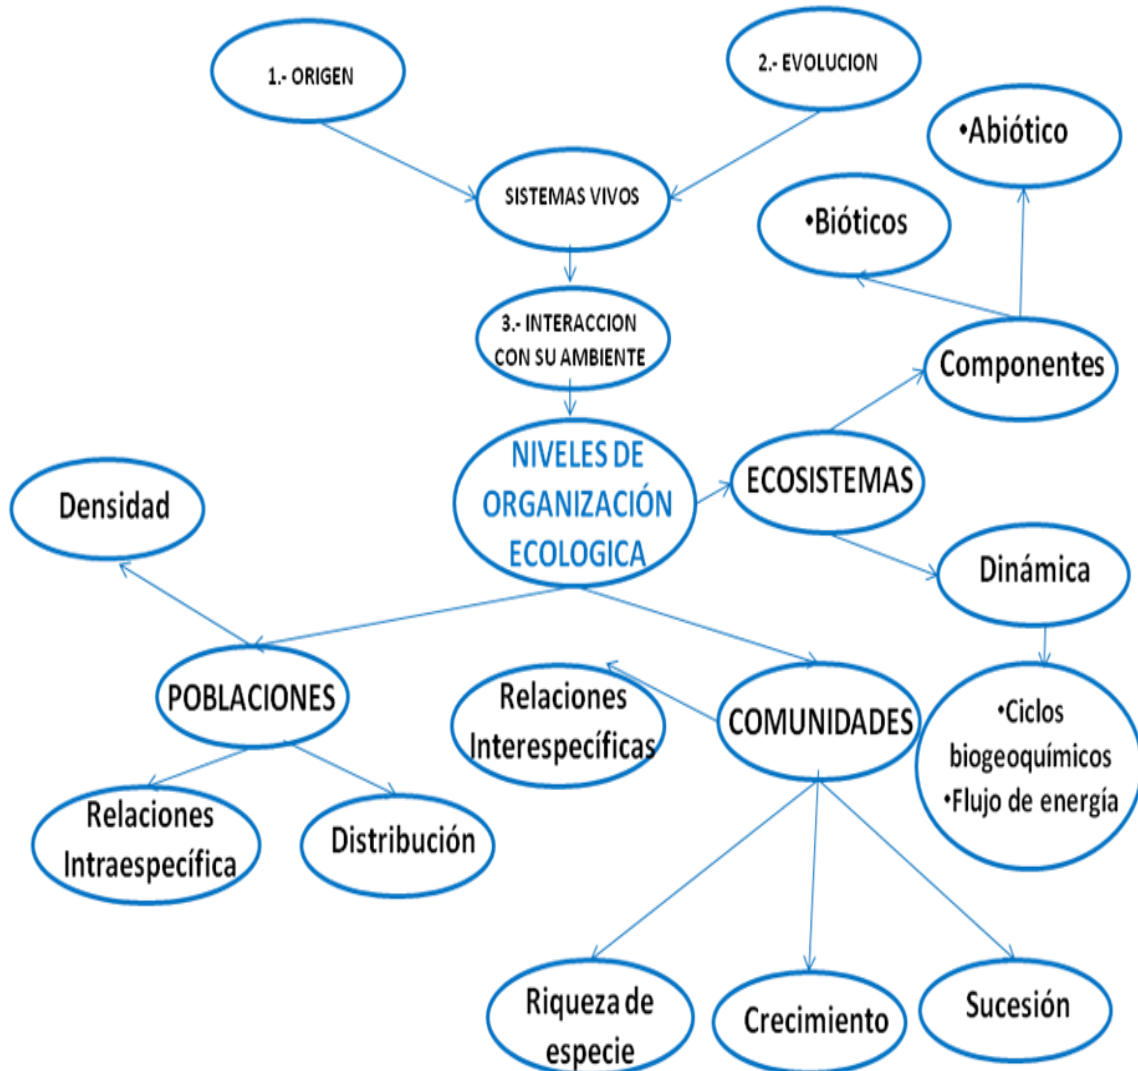 1.- ORIGEN
2.- EVOLUCION
•Abiótico
SISTEMAS VIVOS
•Bióticos
3.- INTERACCION
CON SU AMBIENTE
Componentes
NIVELES DE
ORGANIZACIÓN
ECOLOGICA
ECOSISTEMAS
Densidad
Dinámica
POBLACIONES
Relaciones
Interespecíficas
COMUNIDADES
•Ciclos
biogeoquímicos
•Flujo de energía
Relaciones
Intraespecífica
Distribución
Riqueza de
especie
Crecimiento
Sucesión